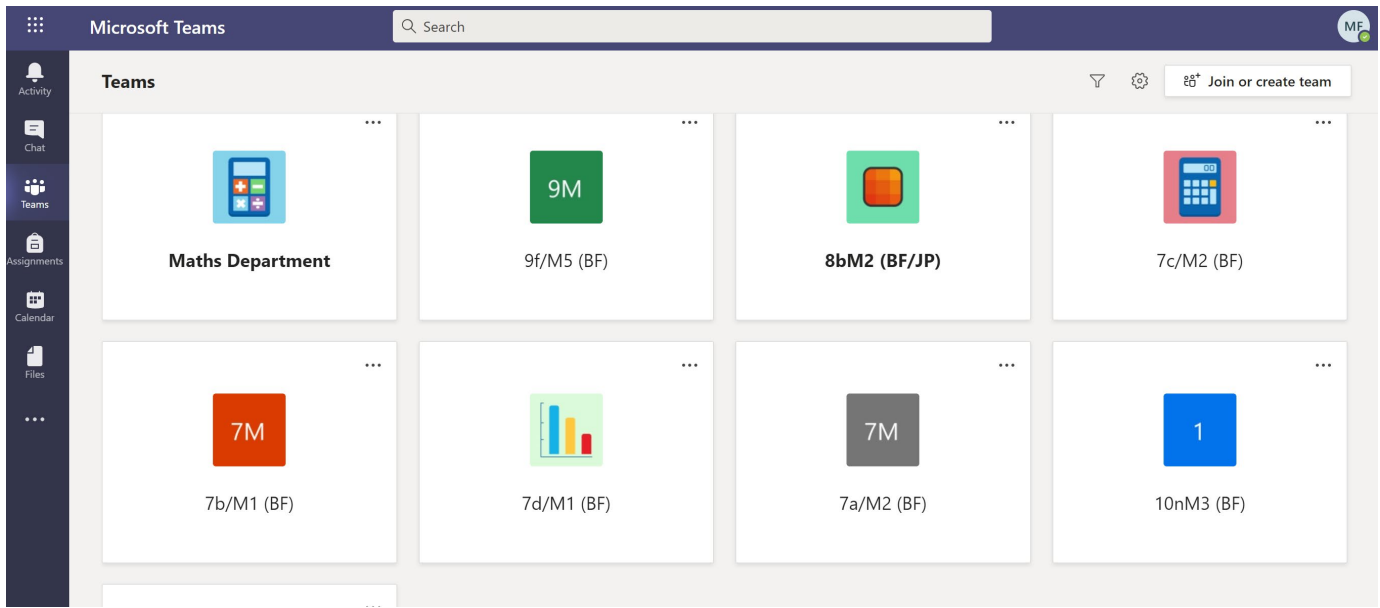 Microsoft Teams
Search
MF
Activity
Chat
Teams
Assignments
Calendar
Files
Teams
Join or create team
Maths Department
9M
9f/M5 (BF)
8bM2 (BF/JP)
00
7c/M2 (BF)
7M
7b/M1 (BF)
7d/M1 (BF)
7M
7a/M2 (BF)
1
10nM3 (BF)